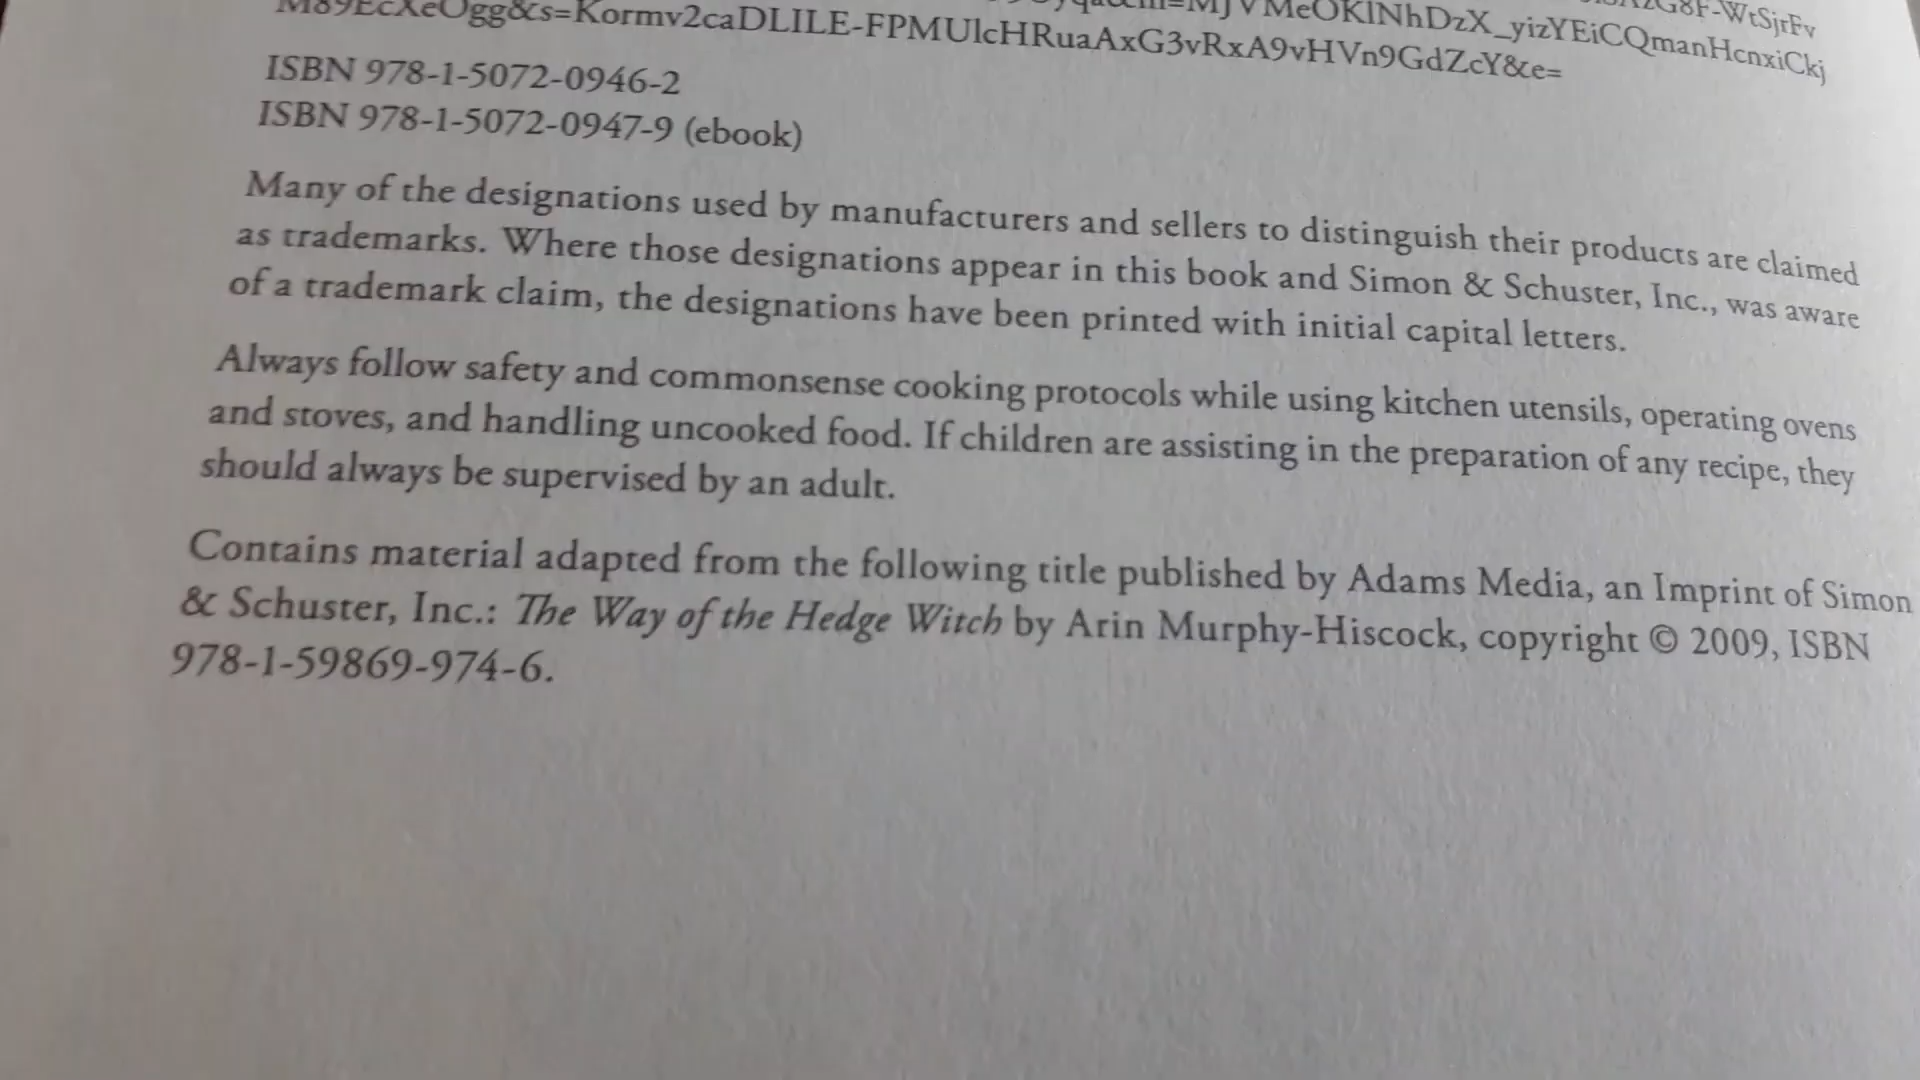 M89EcXeOgg&s=Kormv2caDLILE-FPMUlcHRuaAxG3vRxA9vHVn9GdZcY&e=
ISBN 978-1-5072-0946-2
ISBN 978-1-5072-0947-9 (ebook)
Many of the designations used by manufacturers and sellers to distinguish their products are claimed
as trademarks. Where those designations appear in this book and Simon & Schuster, Inc., was aware
of a trademark claim, the designations have been printed with initial capital letters.
Always follow safety and commonsense cooking protocols while using kitchen utensils, operating ovens
and stoves, and handling uncooked food. If children are assisting in the preparation of any recipe, they
should always be supervised by an adult.
Contains material adapted from the following title published by Adams Media, an Imprint of Simon
& Schuster, Inc.: The Way of the Hedge Witch by Arin Murphy-Hiscock, copyright © 2009, ISBN
978-1-59869-974-6.